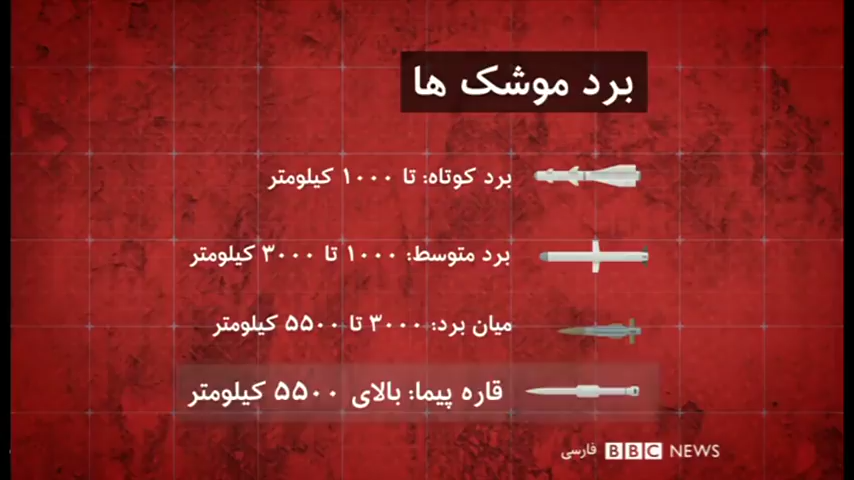 برد موشک ها
برد کوتاه: تا ۱۰۰۰ کیلومتر
برد متوسط: ۱۰۰۰ تا ۳۰۰۰ کیلومتر
میان برد: ۳۰۰۰ تا ۵۵۰۰ کیلومتر
قاره پیما: بالای ۵۵۰۰ کیلومتر
BBC NEWS فارسی